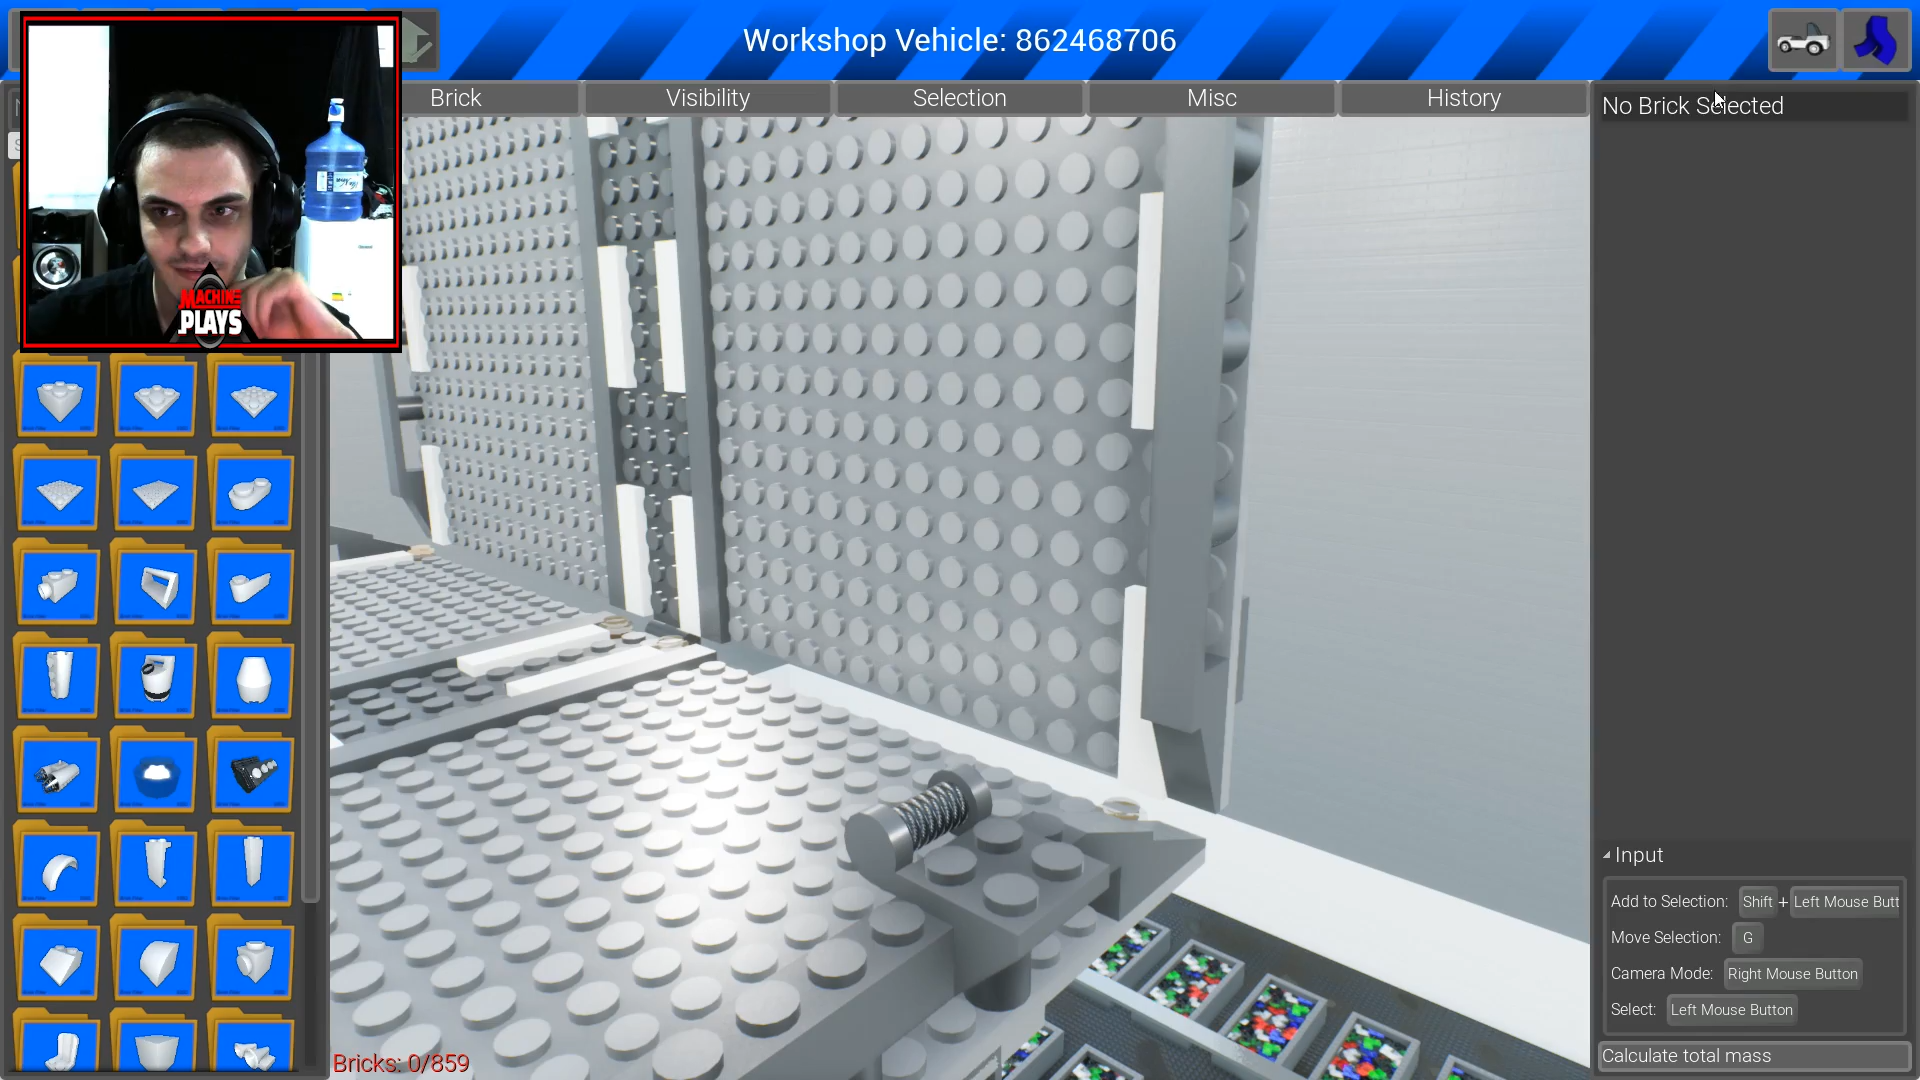 Workshop Vehicle: 862468706
Brick
Visibility
Selection
Misc
History
No Brick Selected
MACHINE
PLAYS
Input
Add to Selection: Shift + Left Mouse Butt
Move Selection: G
Camera Mode: Right Mouse Button
Select: Left Mouse Button
Calculate total mass
Bricks: 0/859